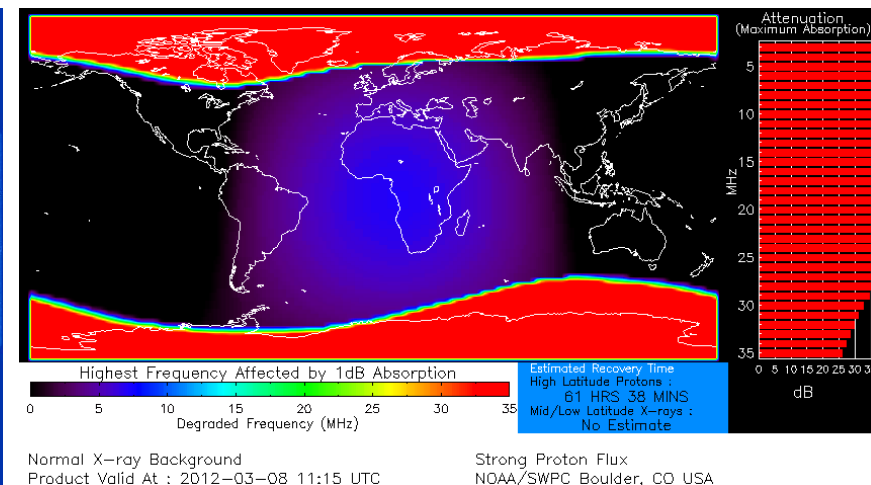 Attenuation
(Maximum Absorption)
5
10
15
20
25
30
35
MHz
0 5 10 15 20 25 30 3
dB
Highest Frequency Affected by 1dB Absorption
0 5 10 15 20 25 30 35
Degraded Frequency (MHz)
Estimated Recovery Time
High Latitude Protons :
61 HRS 38 MINS
Mid/Low Latitude X-rays :
No Estimate
Normal X-ray Background
Product Valid At : 2012-03-08 11:15 UTC
Strong Proton Flux
NOAA/SWPC Boulder, CO USA